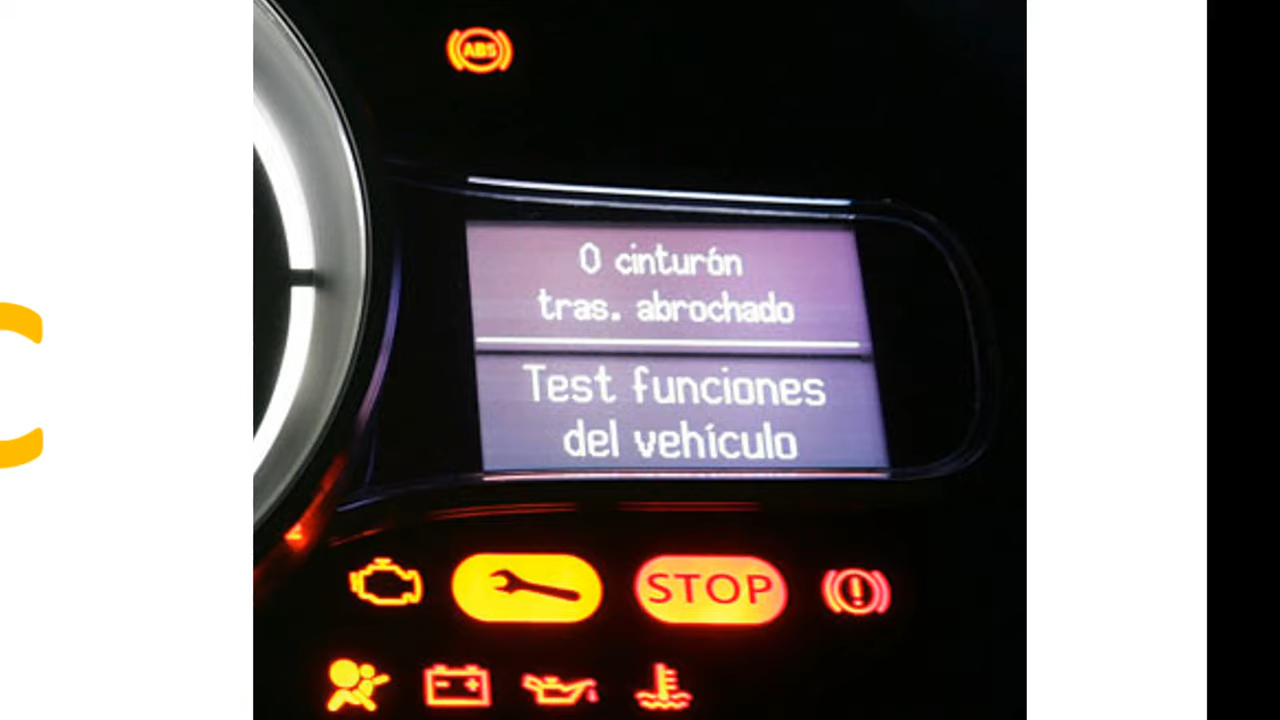 ABS
0 cinturón
tras. abrochado
Test funciones
del vehículo
STOP